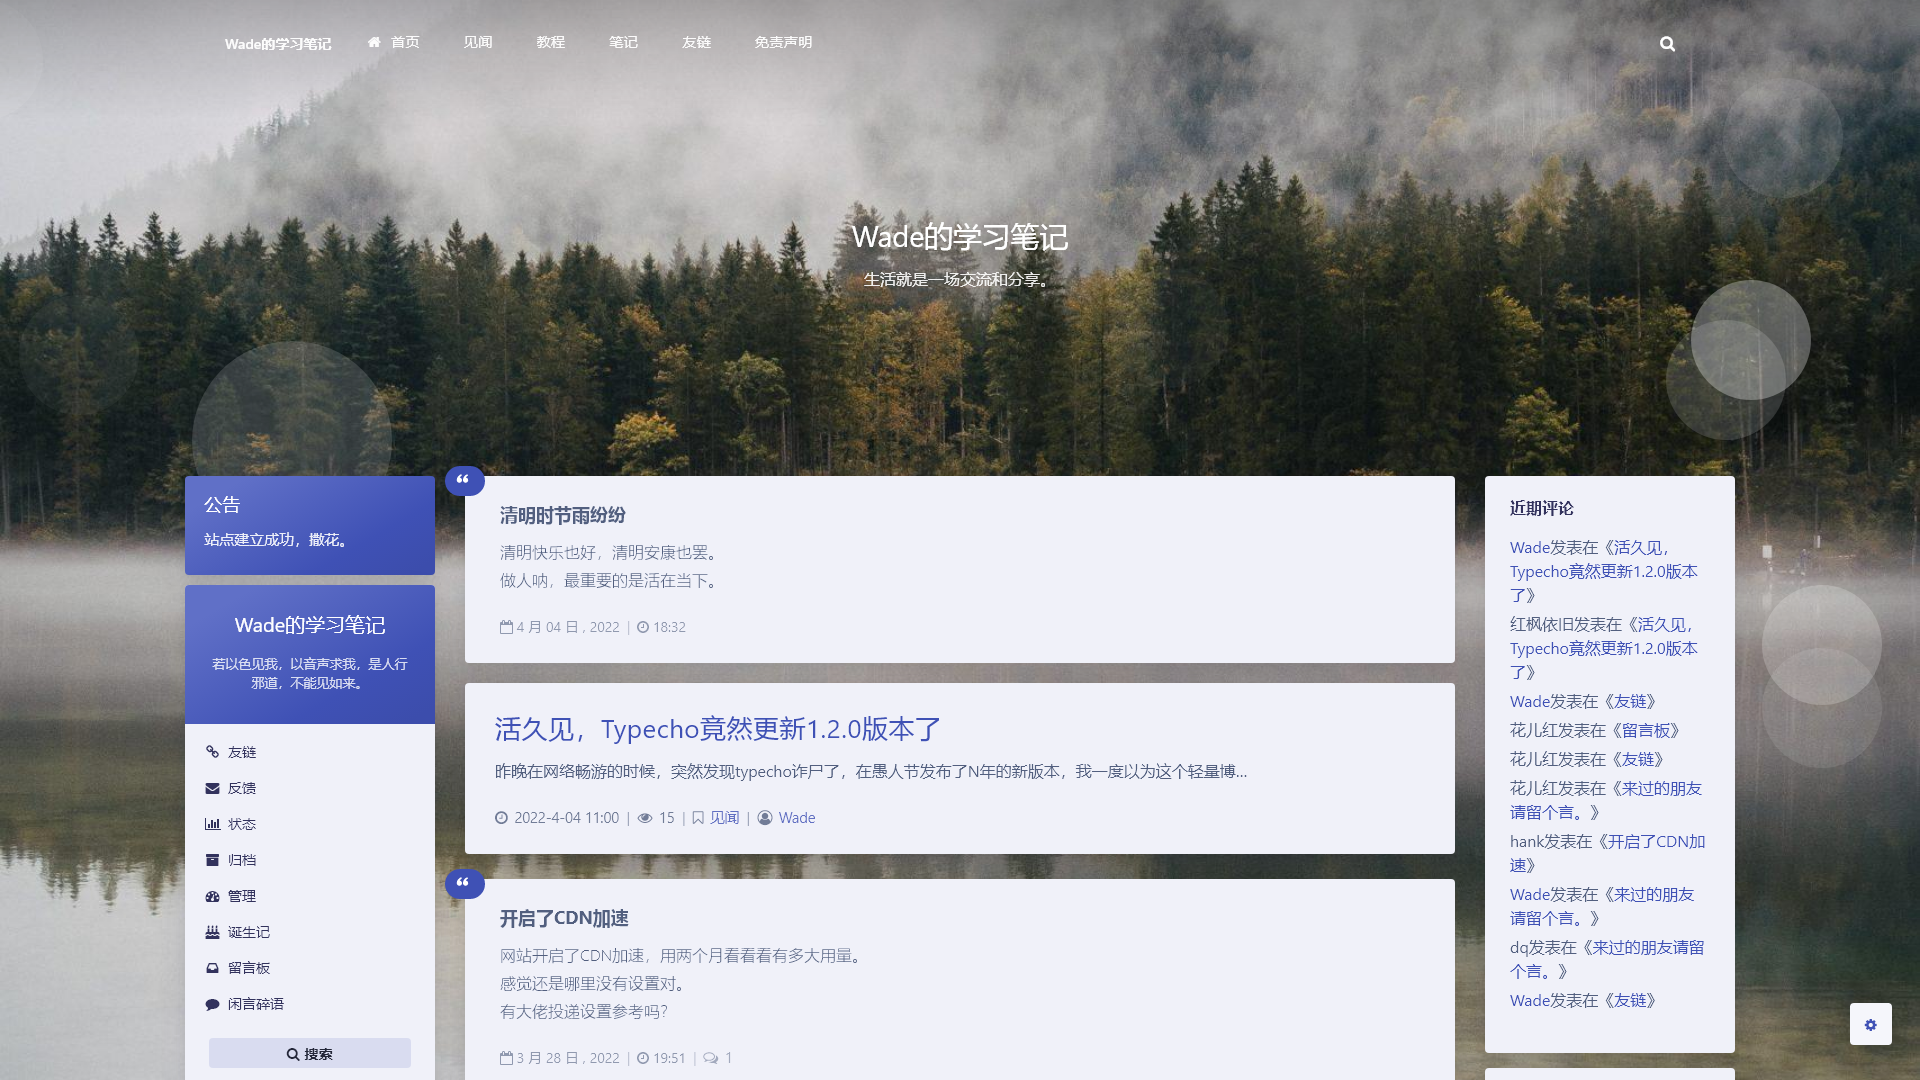 Wade的学习笔记 首页 见闻 教程 笔记 友链 免责声明
Wade的学习笔记
生活就是一场交流和分享。
公告
站点建立成功，撒花。
Wade的学习笔记
若以色见我，以音声求我，是人行
邪道，不能见如来。
友链
反馈
状态
归档
管理
诞生记
留言板
闲言碎语
搜索
清明时节雨纷纷
清明快乐也好，清明安康也罢。
做人呐，最重要的是活在当下。
4 月 04 日 , 2022 | 18:32
活久见，Typecho竟然更新1.2.0版本了
昨晚在网络畅游的时候，突然发现typecho诈尸了，在愚人节发布了N年的新版本，我一度以为这个轻量博...
2022-4-04 11:00 | 15 | 见闻 | Wade
开启了CDN加速
网站开启了CDN加速，用两个月看看看有多大用量。
感觉还是哪里没有设置对。
有大佬投递设置参考吗？
3 月 28 日 , 2022 | 19:51 | 1
近期评论
Wade发表在《活久见，
Typecho竟然更新1.2.0版本
了》
红枫依旧发表在《活久见，
Typecho竟然更新1.2.0版本
了》
Wade发表在《友链》
花儿红发表在《留言板》
花儿红发表在《友链》
花儿红发表在《来过的朋友
请留个言。》
hank发表在《开启了CDN加
速》
Wade发表在《来过的朋友
请留个言。》
dq发表在《来过的朋友请留
个言。》
Wade发表在《友链》